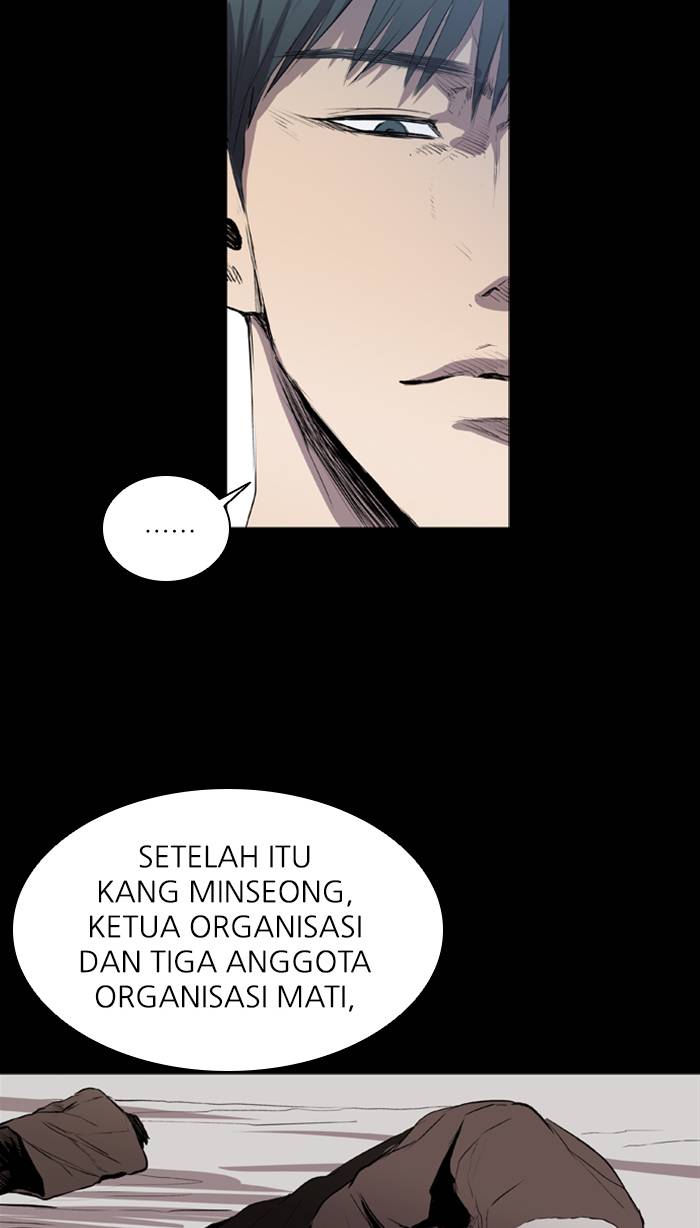 ......
SETELAH ITU
KANG MINSEONG,
KETUA ORGANISASI
DAN TIGA ANGGOTA
ORGANISASI MATI,